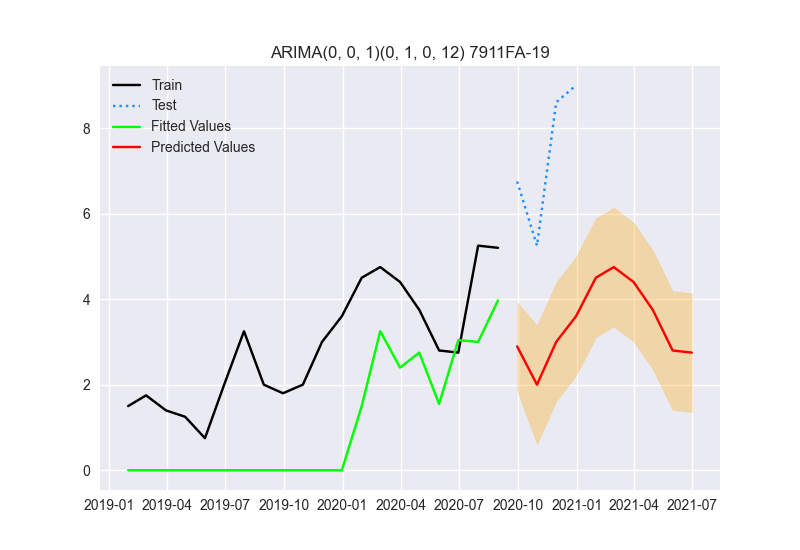 ARIMA(0, 0, 1)(0, 1, 0, 12) 7911FA-19
Train
Test
Fitted Values
Predicted Values
8
6
4
2
0
2019-01 2019-04 2019-07 2019-10 2020-01 2020-04 2020-07 2020-10 2021-01 2021-04 2021-07